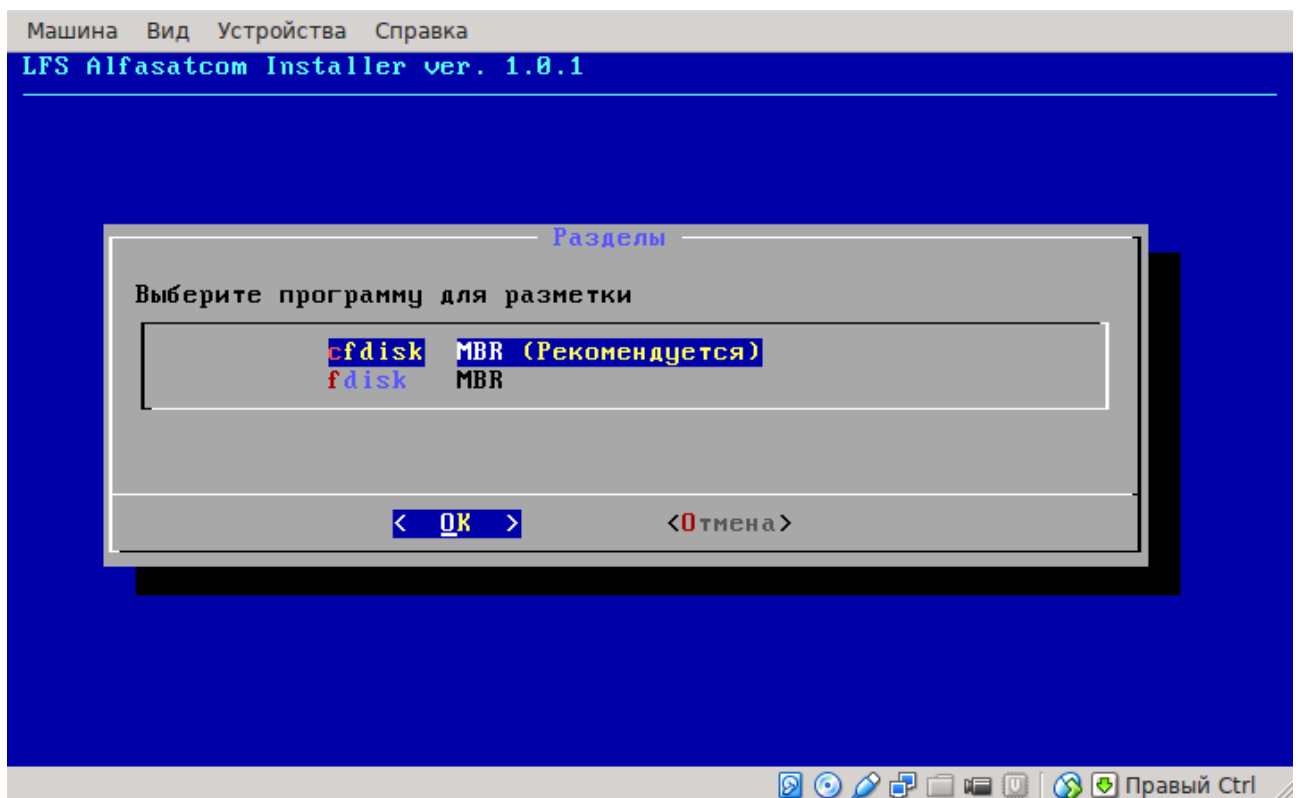 Машина Вид Устройства Справка
LFS Alfasatcom Installer ver. 1.0.1
Разделы
Выберите программу для разметки
cfdisk MBR (Рекомендуется)
fdisk MBR
< OK > <Отмена>
Правый Ctrl